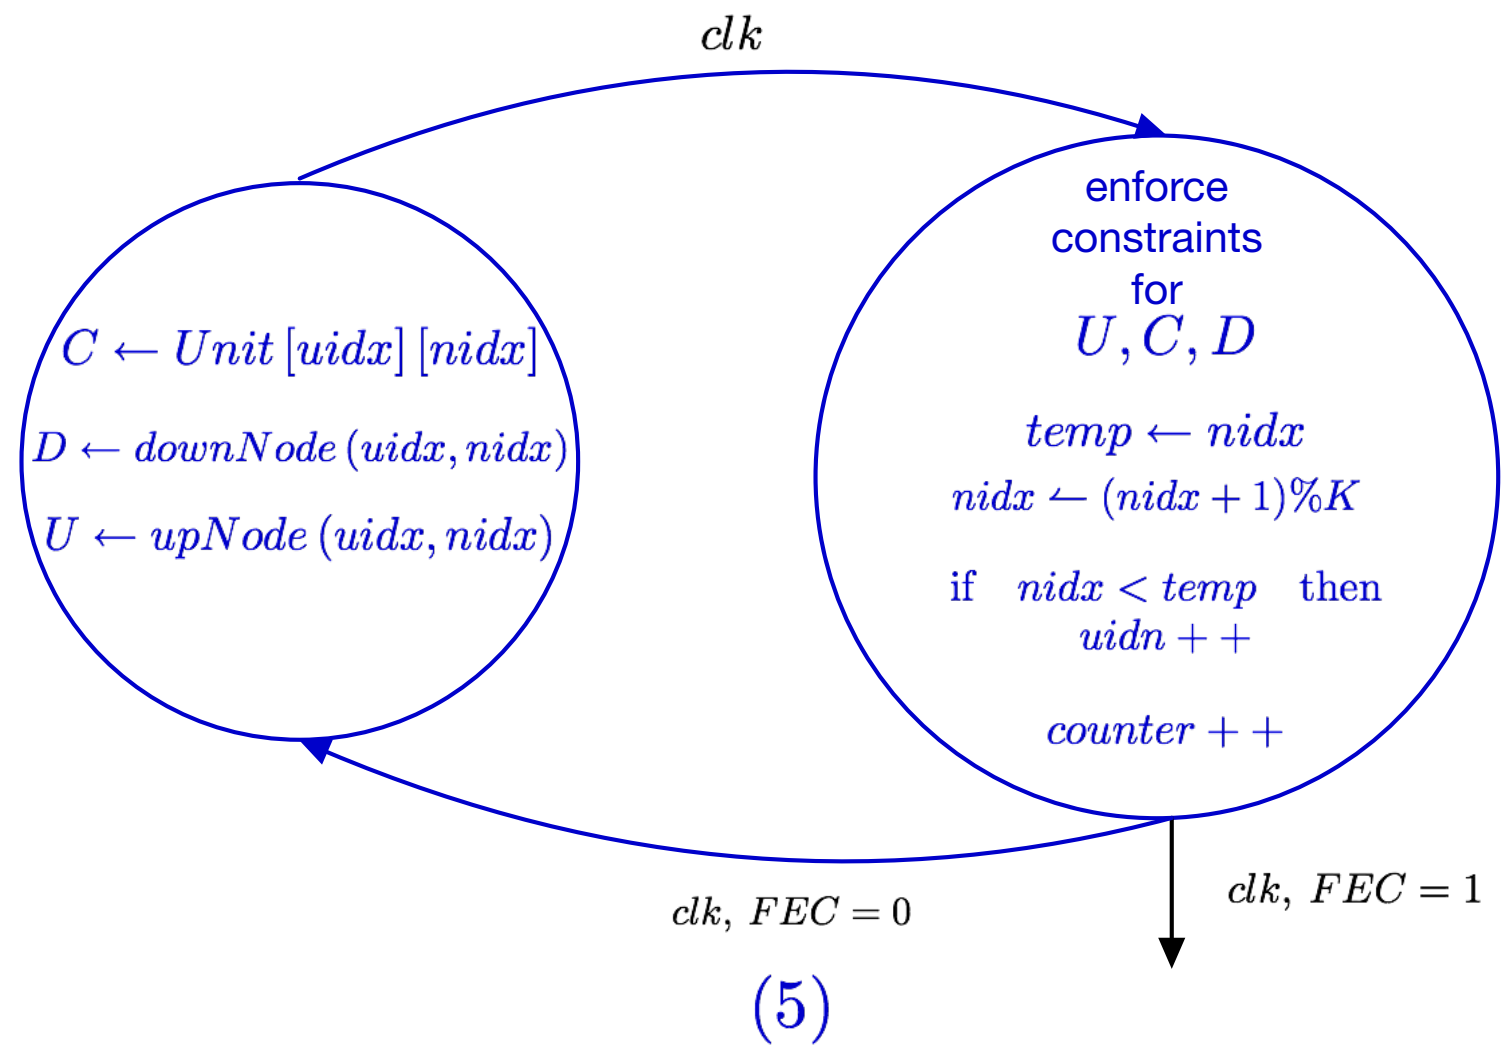 clk
C ← Unit [uidx] [nidx]
D ← downNode (uidx, nidx)
U ← upNode (uidx, nidx)
enforce
constraints
for
U, C, D
temp ← nidx
nidx ← (nidx + 1)%K
if nidx < temp then
uidn + +
counter + +
clk, FEC = 0
clk, FEC = 1
(5)